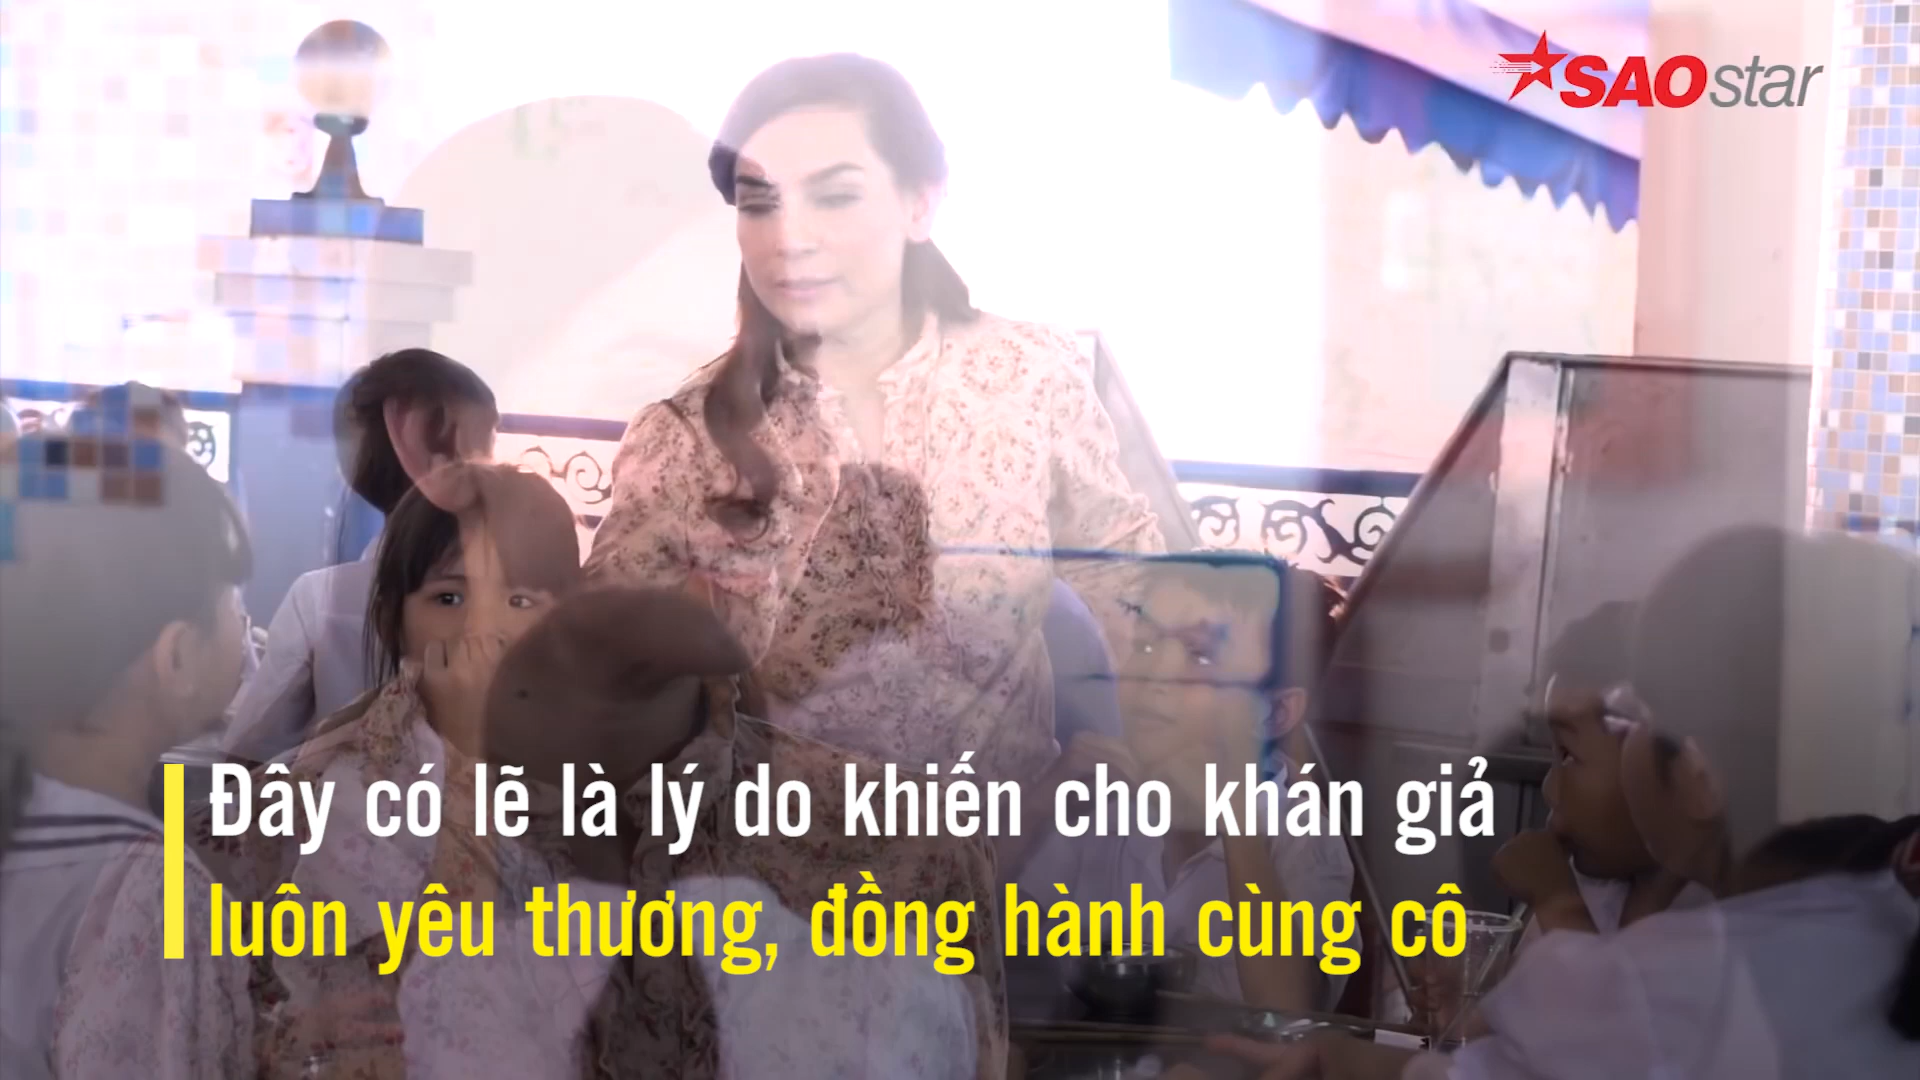 SAOstar
Đây có lẽ là lý do khiến cho khán giả
luôn yêu thương, đồng hành cùng cô